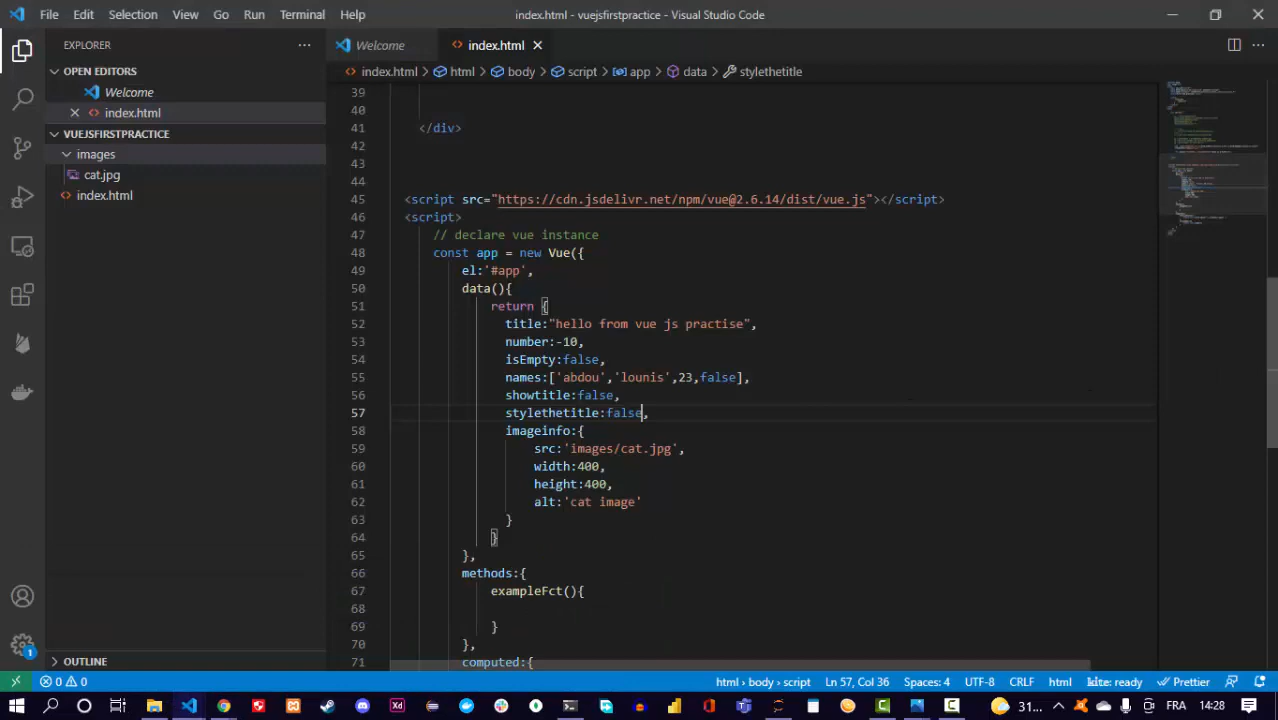 File Edit Selection View Go Run Terminal Help
index.html - vuejsfirstpractice - Visual Studio Code
EXPLORER
OPEN EDITORS
Welcome
index.html
VUEJSFIRSTPRACTICE
images
cat.jpg
index.html
OUTLINE
Welcome
index.html
index.html > html > body > script > app > data > stylethetitle
39
40
41 </div>
42
43
44
45 <script src="https://cdn.jsdelivr.net/npm/vue@2.6.14/dist/vue.js"></script>
46 <script>
47 // declare vue instance
48 const app = new Vue({
49 el:'#app',
50 data(){
51 return {
52 title:"hello from vue js practise",
53 number:-10,
54 isEmpty:false,
55 names:['abdou','lounis',23,false],
56 showtitle:false,
57 stylethetitle:false,
58 imageinfo:{
59 src:'images/cat.jpg',
60 width:400,
61 height:400,
62 alt:'cat image'
63 }
64 }
65 },
66 methods:{
67 exampleFct(){
68
69 }
70 },
71 computed:{
1
0 0
html › body › script
Ln 57, Col 36
Spaces: 4
UTF-8
CRLF
html
kite: ready
Prettier
31...
FR
14:28